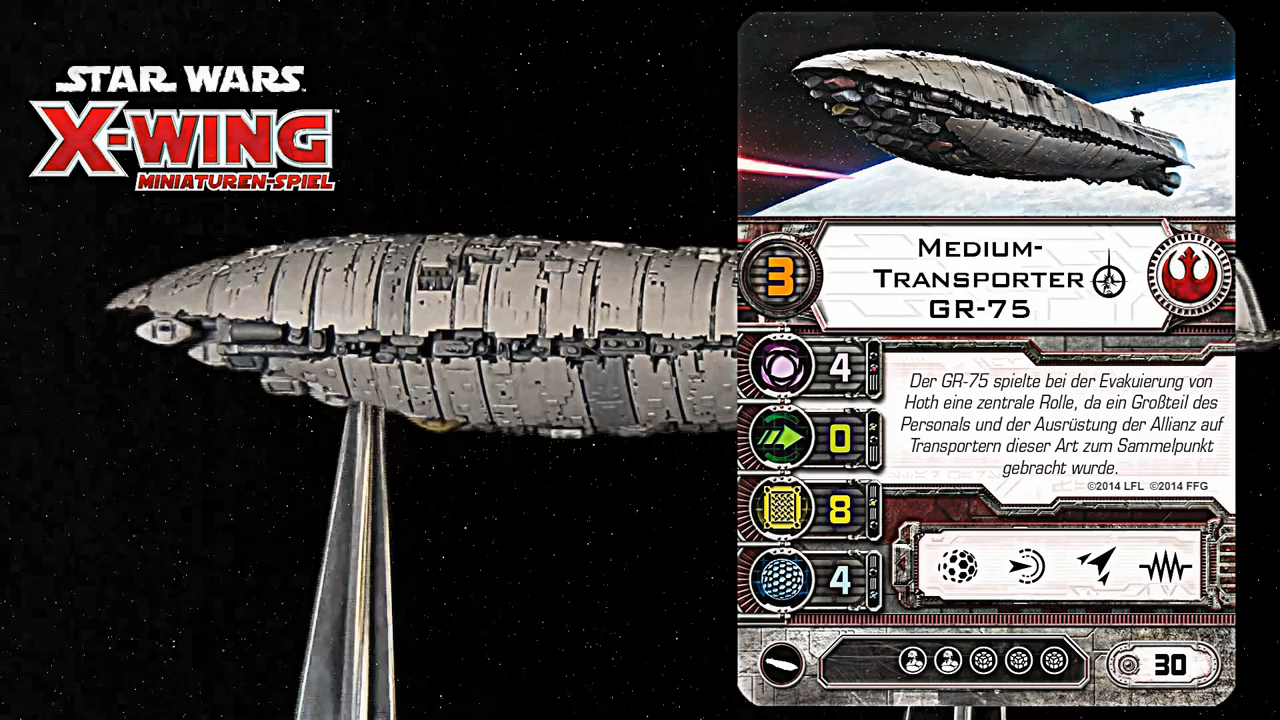 STAR WARS
X-WING
MINIATUREN-SPIEL
3
MEDIUM-
TRANSPORTER
GR-75
4
0
8
4
Der GR-75 spielte bei der Evakuierung von
Hoth eine zentrale Rolle, da ein Großteil des
Personals und der Ausrüstung der Allianz auf
Transportern dieser Art zum Sammelpunkt
gebracht wurde.
©2014 LFL ©2014 FFG
30